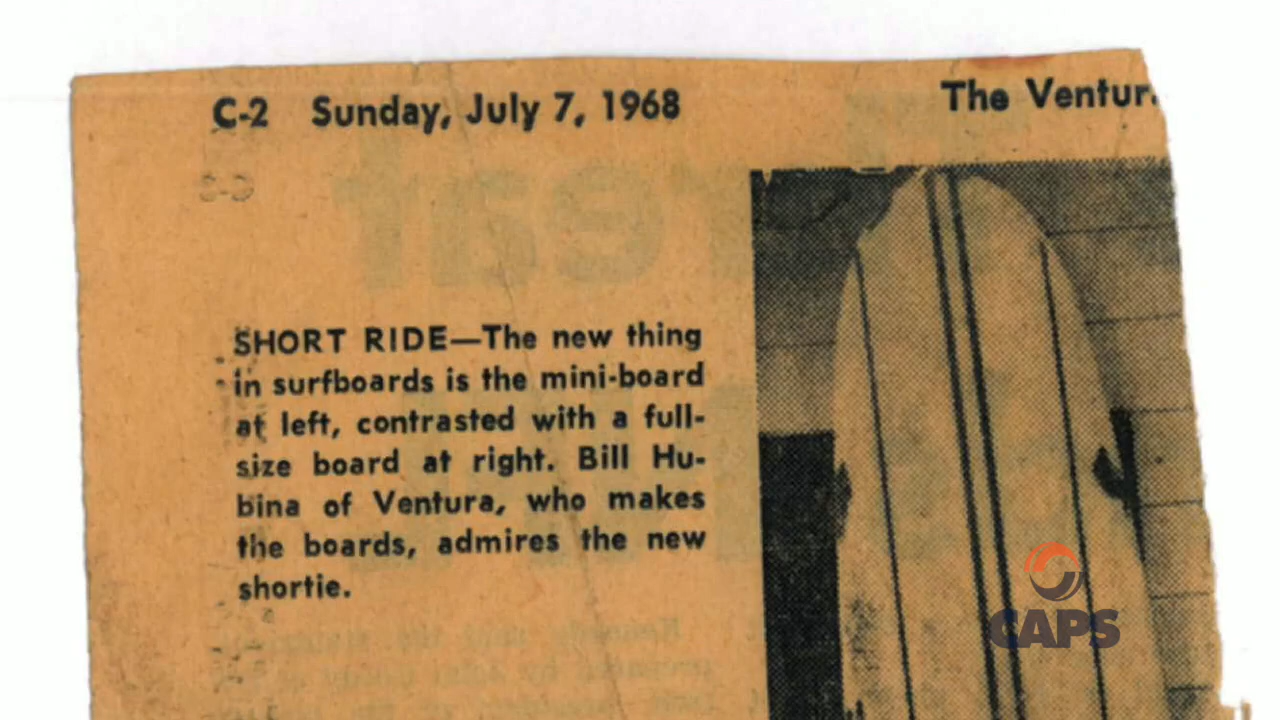 C-2 Sunday, July 7, 1968
The Ventur
SHORT RIDE—The new thing
in surfboards is the mini-board
at left, contrasted with a full-
size board at right. Bill Hu-
bina of Ventura, who makes
the boards, admires the new
shortie.
CAPS